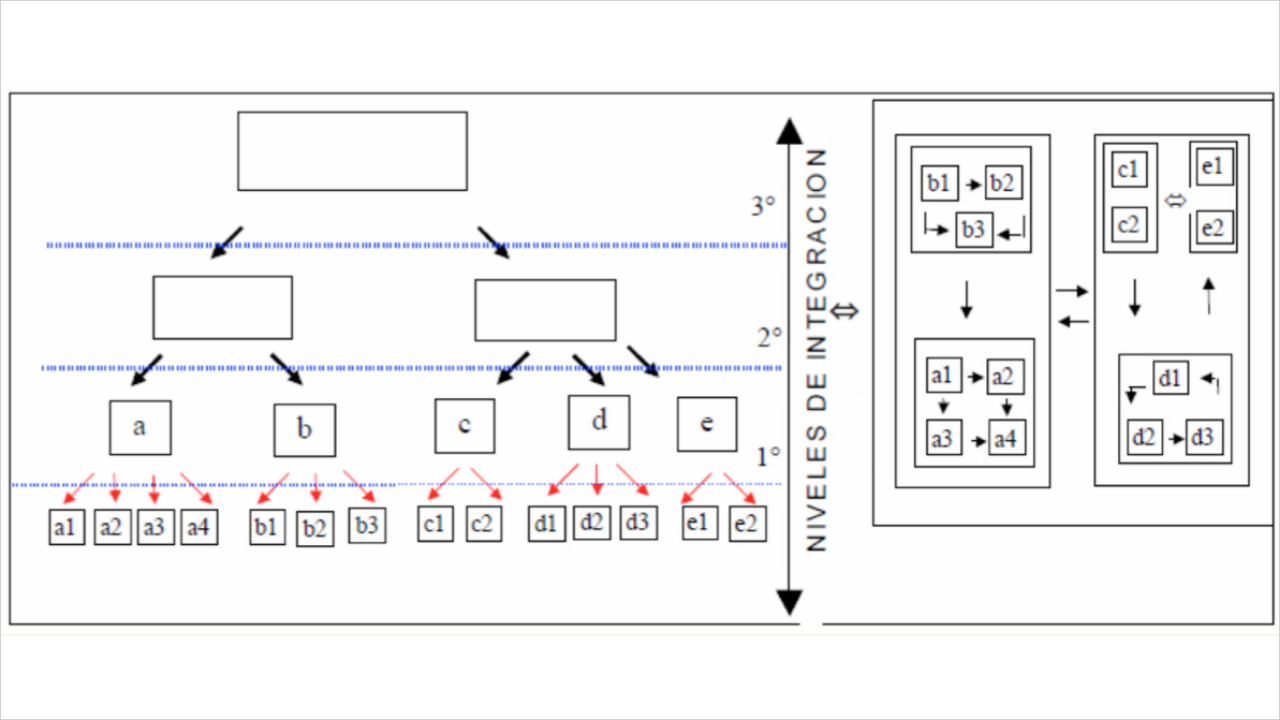 3°
2°
1°
a b c d e
a1 a2 a3 a4 b1 b2 b3 c1 c2 d1 d2 d3 e1 e2
NIVELES DE INTEGRACION
b1 b2
b3
a1 a2
a3 a4
c1 e1
c2 e2
d1
d2 d3